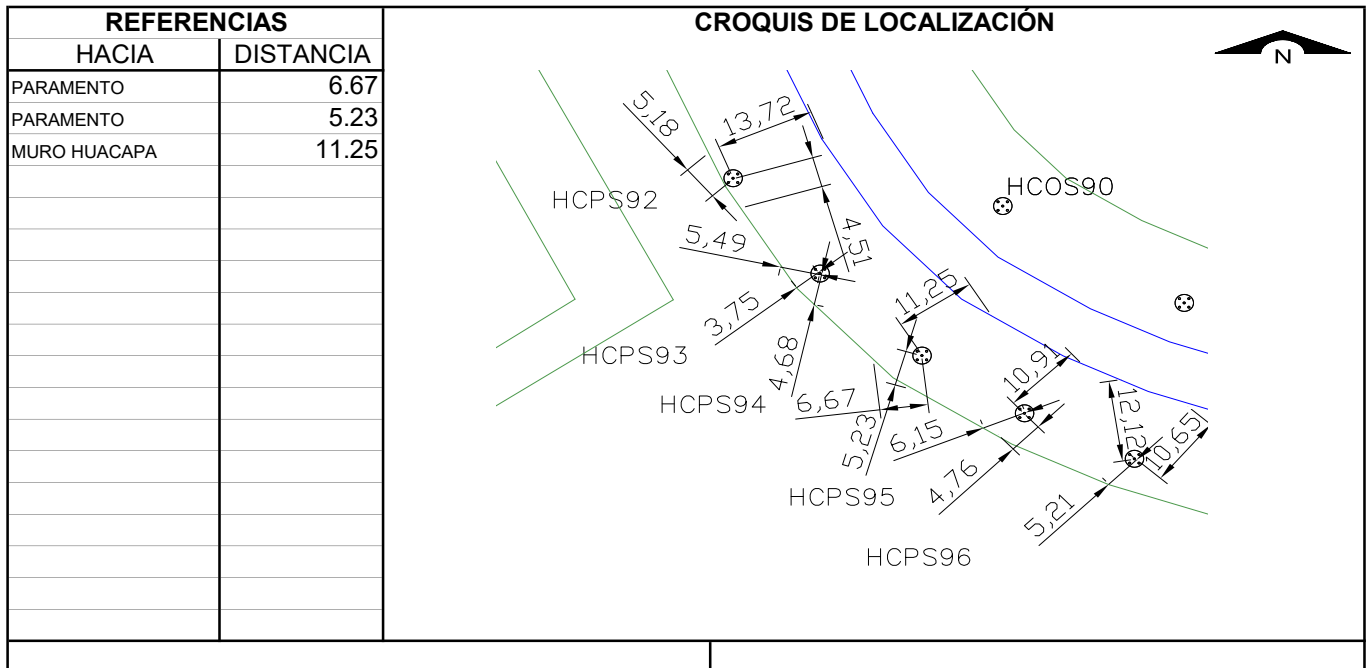 REFERENCIAS
HACIA DISTANCIA
PARAMENTO 6.67
PARAMENTO 5.23
MURO HUACAPA 11.25
CROQUIS DE LOCALIZACIÓN
N
5,18
13,72
HCOS90
HCPS92
5,49
4,51
3,75
11,25
HCPS93
4,68
10,91
HCPS94
6,67
5,23
6,15
12,12
10,65
HCPS95
4,76
5,21
HCPS96